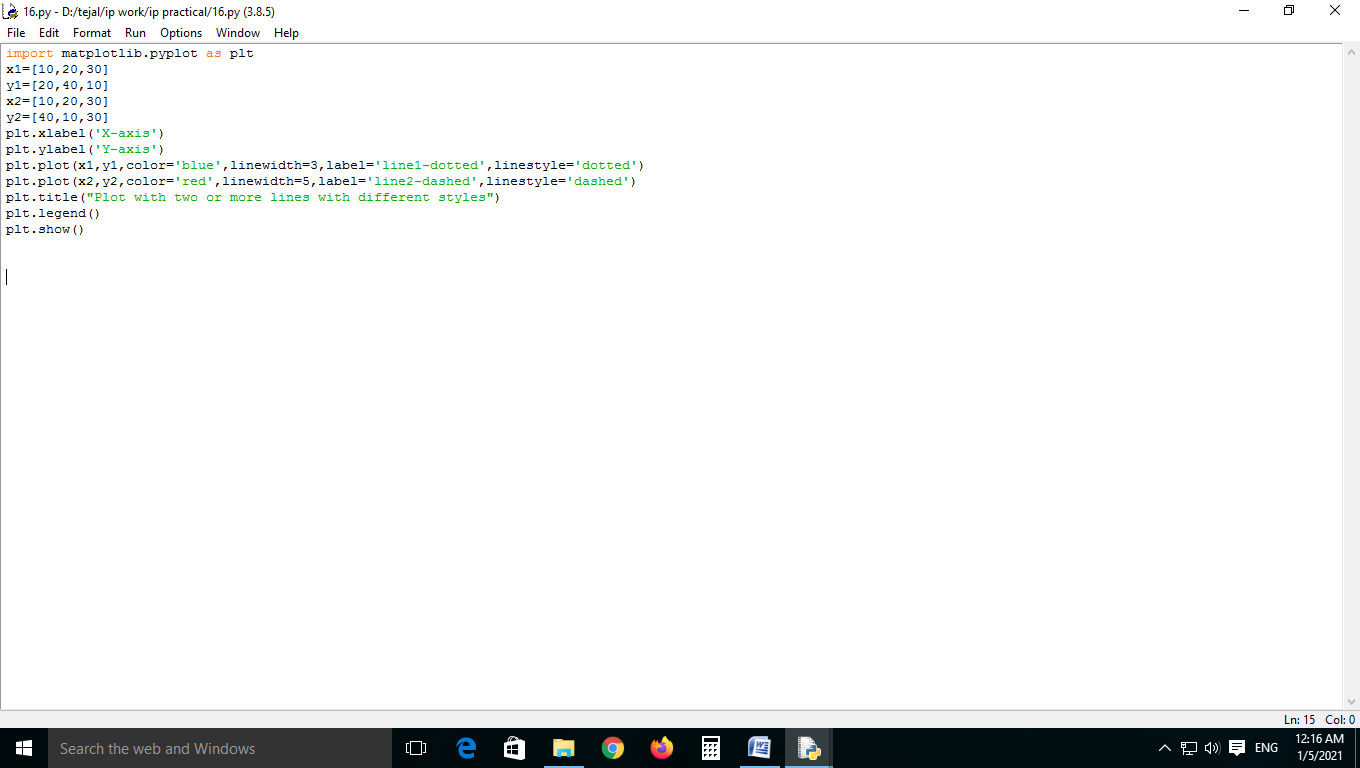 16.py - D:/tejal/ip work/ip practical/16.py (3.8.5)
File Edit Format Run Options Window Help
import matplotlib.pyplot as plt
x1=[10,20,30]
y1=[20,40,10]
x2=[10,20,30]
y2=[40,10,30]
plt.xlabel('X-axis')
plt.ylabel('Y-axis')
plt.plot(x1,y1,color='blue',linewidth=3,label='line1-dotted',linestyle='dotted')
plt.plot(x2,y2,color='red',linewidth=5,label='line2-dashed',linestyle='dashed')
plt.title("Plot with two or more lines with different styles")
plt.legend()
plt.show()
Ln: 15 Col: 0
Search the web and Windows
ENG
12:16 AM
1/5/2021